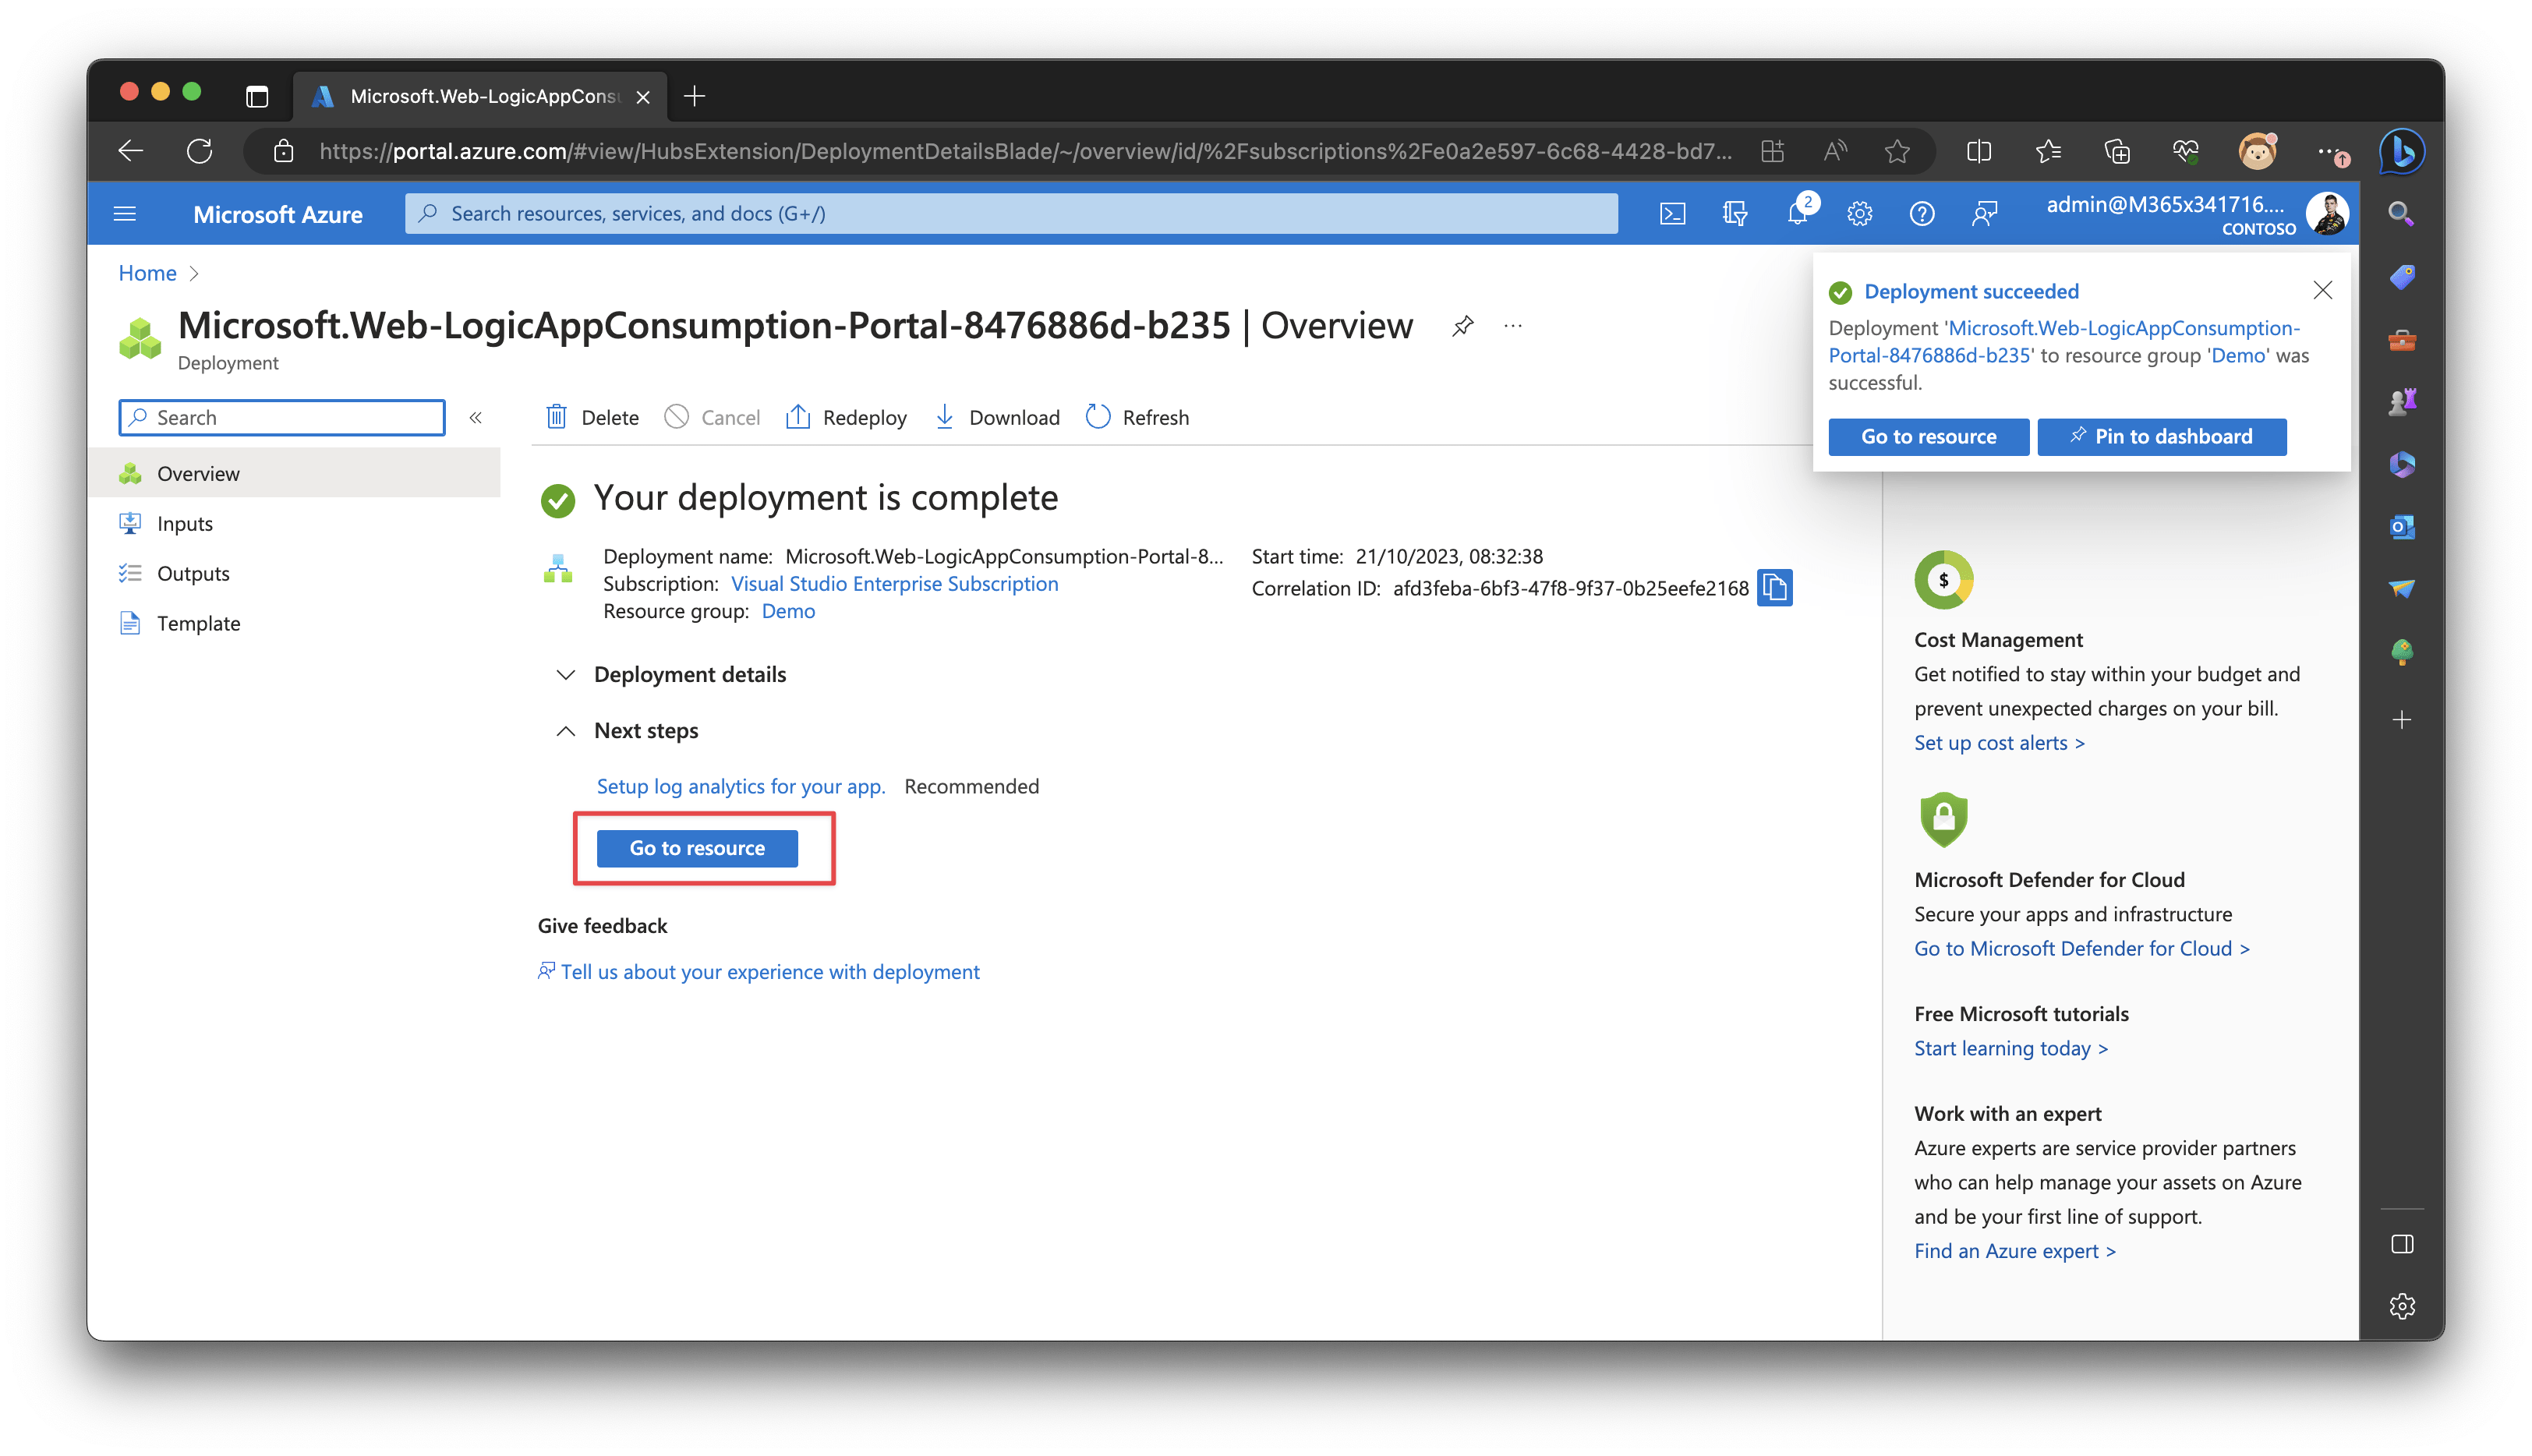 Microsoft.Web-LogicAppConsu
https://portal.azure.com/#view/HubsExtension/DeploymentDetailsBlade/~/overview/id/%2Fsubscriptions%2Fe0a2e597-6c68-4428-bd7...
Microsoft Azure
Search resources, services, and docs (G+/)
2
admin@M365x341716....
CONTOSO
Home
Microsoft.Web-LogicAppConsumption-Portal-8476886d-b235 | Overview
Deployment
Search
Overview
Inputs
Outputs
Template
Delete
Cancel
Redeploy
Download
Refresh
Your deployment is complete
Deployment name: Microsoft.Web-LogicAppConsumption-Portal-8...
Subscription: Visual Studio Enterprise Subscription
Resource group: Demo
Start time: 21/10/2023, 08:32:38
Correlation ID: afd3feba-6bf3-47f8-9f37-0b25eefe2168
Deployment details
Next steps
Setup log analytics for your app. Recommended
Go to resource
Give feedback
Tell us about your experience with deployment
Deployment succeeded
Deployment 'Microsoft.Web-LogicAppConsumption-
Portal-8476886d-b235' to resource group 'Demo' was
successful.
Go to resource
Pin to dashboard
$
Cost Management
Get notified to stay within your budget and
prevent unexpected charges on your bill.
Set up cost alerts >
Microsoft Defender for Cloud
Secure your apps and infrastructure
Go to Microsoft Defender for Cloud >
Free Microsoft tutorials
Start learning today >
Work with an expert
Azure experts are service provider partners
who can help manage your assets on Azure
and be your first line of support.
Find an Azure expert >